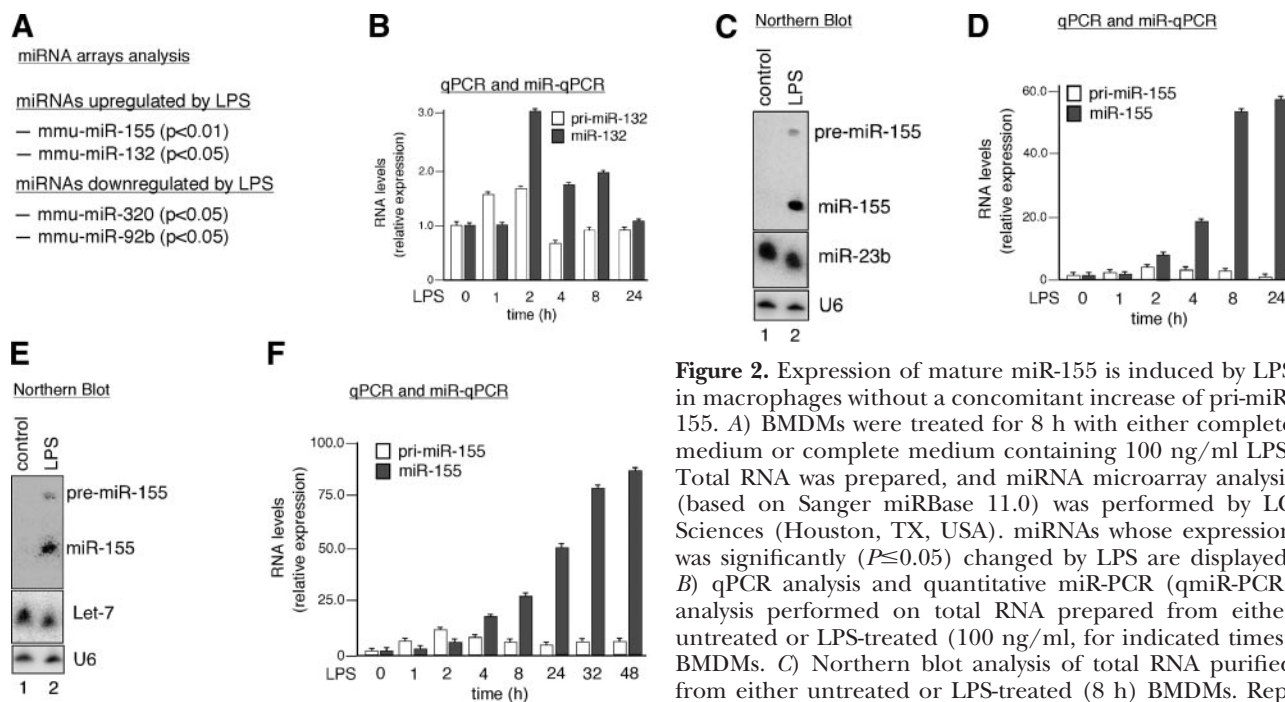 A
miRNA arrays analysis
miRNAs upregulated by LPS
— mmu-miR-155 (p<0.01)
— mmu-miR-132 (p<0.05)
miRNAs downregulated by LPS
— mmu-miR-320 (p<0.05)
— mmu-miR-92b (p<0.05)
B
qPCR and miR-qPCR
pri-miR-132
miR-132
RNA levels
(relative expression)
3.0
2.0
1.0
0
LPS 0 1 2 4 8 24
time (h)
C
Northern Blot
control
LPS
pre-miR-155
miR-155
miR-23b
U6
1 2
D
qPCR and miR-qPCR
pri-miR-155
miR-155
RNA levels
(relative expression)
60.0
40.0
20.0
0
LPS 0 1 2 4 8 24
time (h)
E
Northern Blot
control
LPS
pre-miR-155
miR-155
Let-7
U6
1 2
F
qPCR and miR-qPCR
pri-miR-155
miR-155
RNA levels
(relative expression)
100.0
75.0
50.0
25.0
0
LPS 0 1 2 4 8 24 32 48
time (h)
Figure 2. Expression of mature miR-155 is induced by LPS
in macrophages without a concomitant increase of pri-miR
155. A) BMDMs were treated for 8 h with either complete
medium or complete medium containing 100 ng/ml LPS
Total RNA was prepared, and miRNA microarray analysi
(based on Sanger miRBase 11.0) was performed by LC
Sciences (Houston, TX, USA). miRNAs whose expression
was significantly (P≤0.05) changed by LPS are displayed
B) qPCR analysis and quantitative miR-PCR (qmiR-PCR
analysis performed on total RNA prepared from eithe
untreated or LPS-treated (100 ng/ml, for indicated times
BMDMs. C) Northern blot analysis of total RNA purified
from either untreated or LPS-treated (8 h) BMDMs. Rep